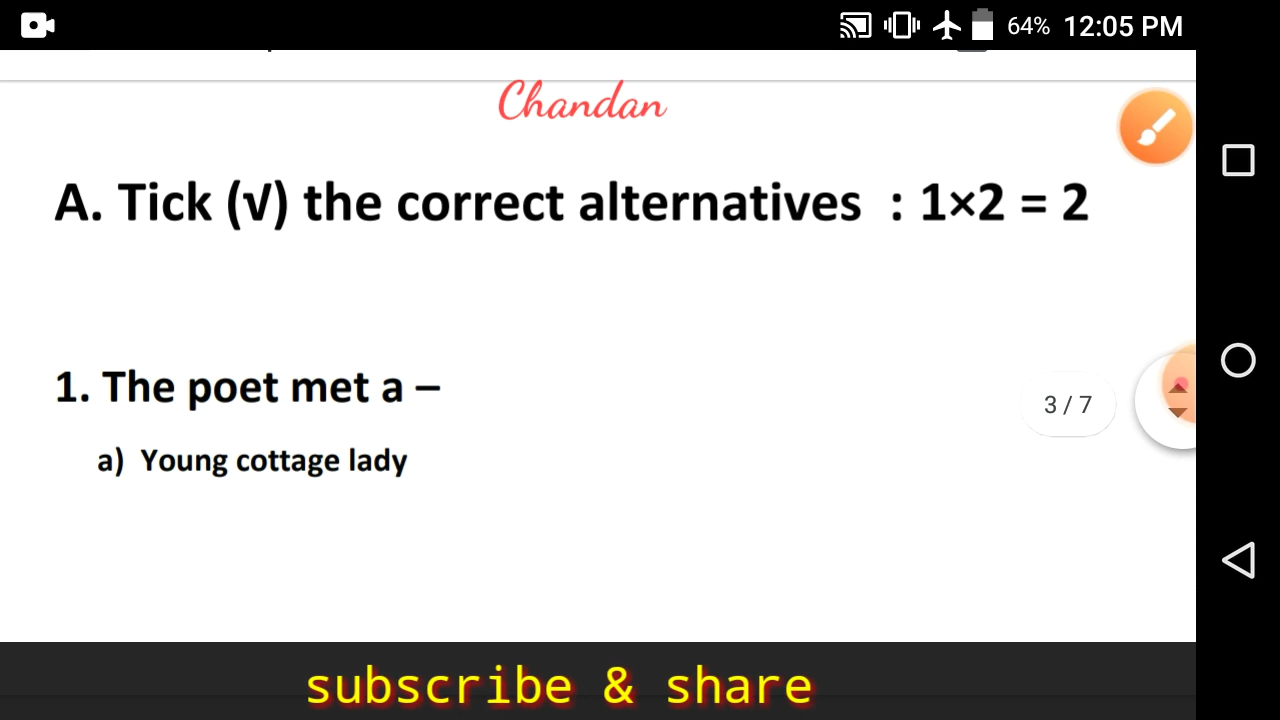 64% 12:05 PM
Chandan
A. Tick (√) the correct alternatives : 1×2 = 2
1. The poet met a –
3 / 7
a) Young cottage lady
subscribe & share